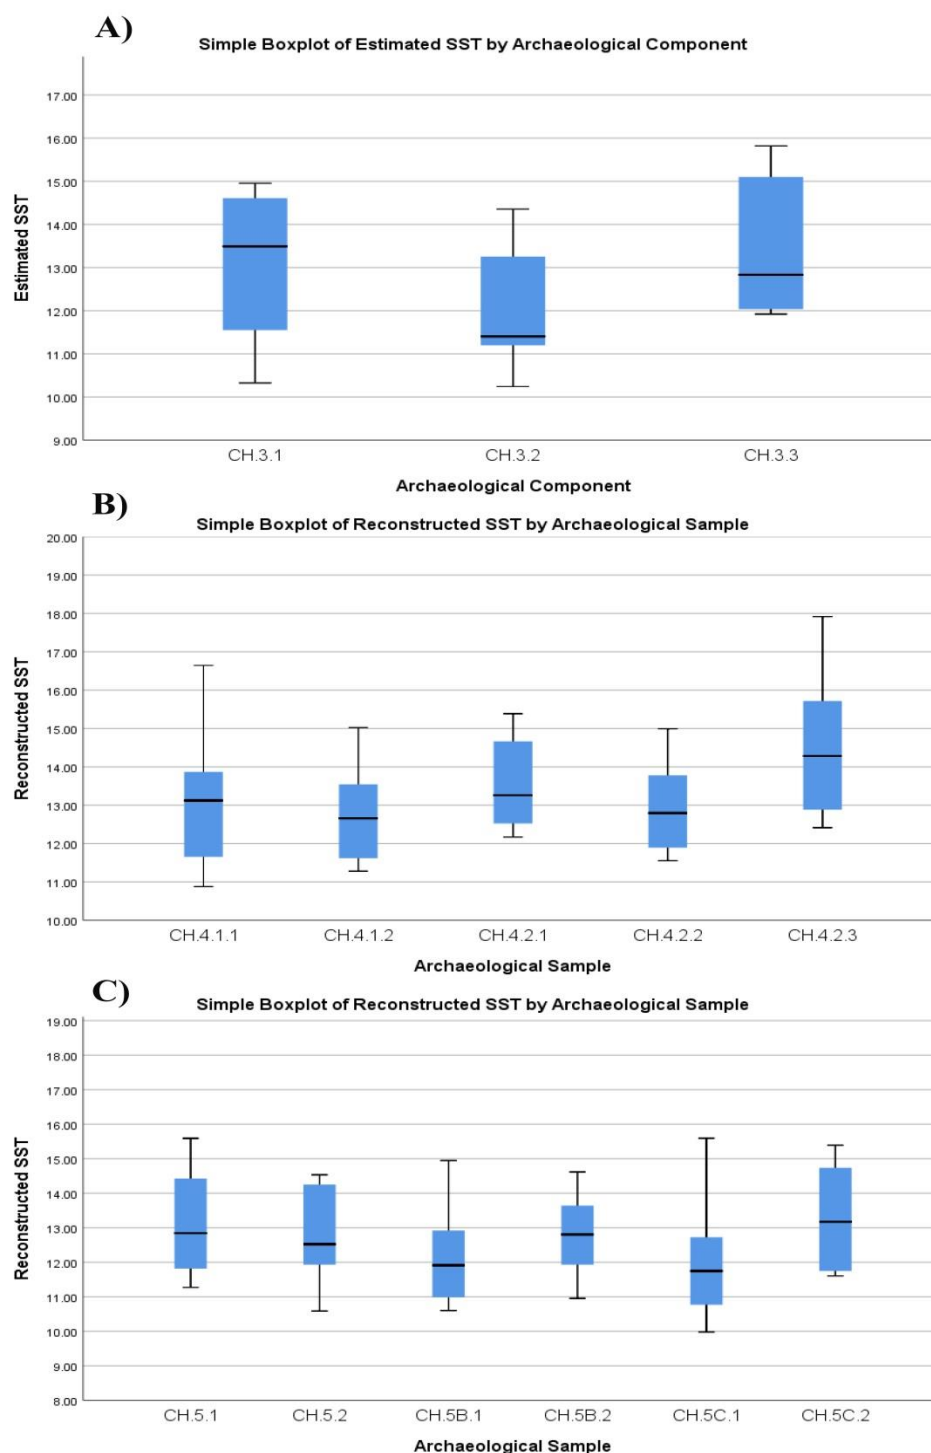 A)
Simple Boxplot of Estimated SST by Archaeological Component
Estimated SST
17.00
16.00
15.00
14.00
13.00
12.00
11.00
10.00
9.00
CH.3.1 CH.3.2 CH.3.3
Archaeological Component
B)
Simple Boxplot of Reconstructed SST by Archaeological Sample
Reconstructed SST
20.00
19.00
18.00
17.00
16.00
15.00
14.00
13.00
12.00
11.00
10.00
CH.4.1.1 CH.4.1.2 CH.4.2.1 CH.4.2.2 CH.4.2.3
Archaeological Sample
C)
Simple Boxplot of Reconstructed SST by Archaeological Sample
Reconstructed SST
19.00
18.00
17.00
16.00
15.00
14.00
13.00
12.00
11.00
10.00
9.00
8.00
CH.5.1 CH.5.2 CH.5B.1 CH.5B.2 CH.5C.1 CH.5C.2
Archaeological Sample